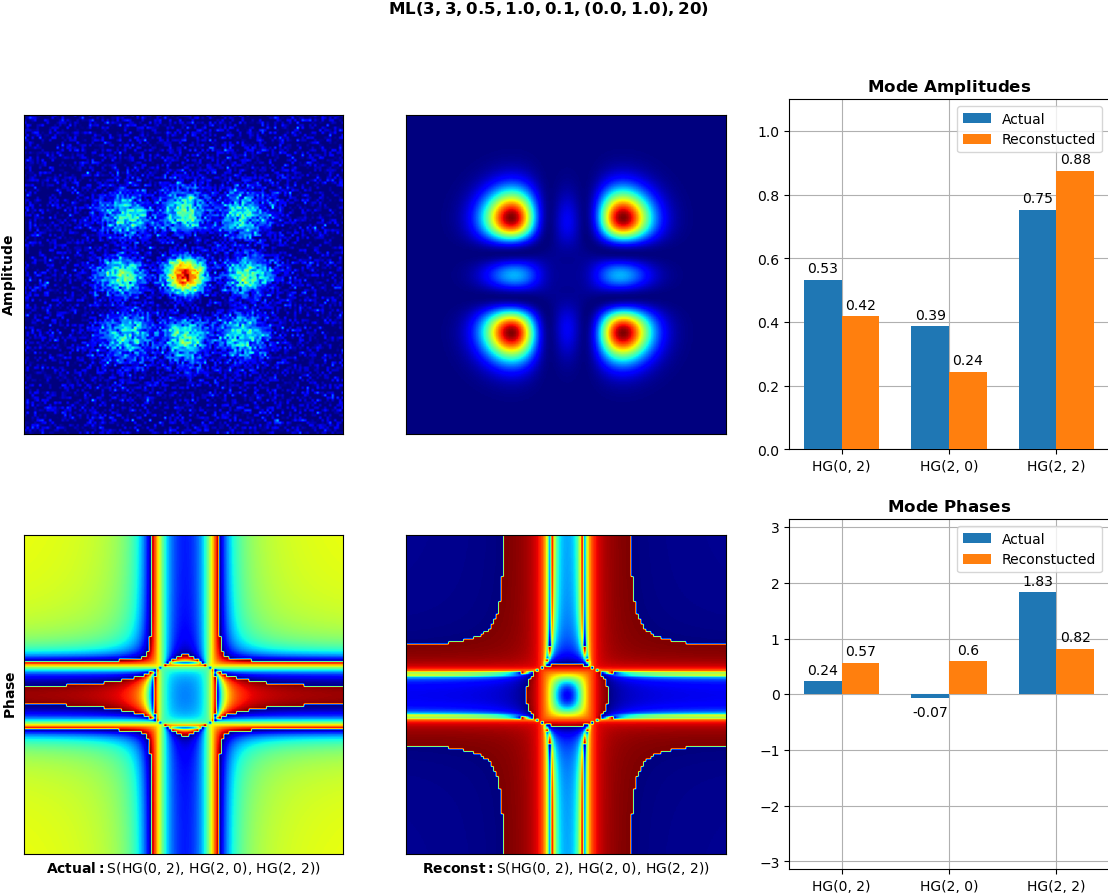 ML(3, 3, 0.5, 1.0, 0.1, (0.0, 1.0), 20)
Amplitude
Mode Amplitudes
Actual
Reconstucted
1.0
0.8
0.6
0.4
0.2
0.0
0.53
0.42
0.39
0.24
0.75
0.88
HG(0, 2)
HG(2, 0)
HG(2, 2)
Phase
Actual: S(HG(0, 2), HG(2, 0), HG(2, 2))
Reconst: S(HG(0, 2), HG(2, 0), HG(2, 2))
Mode Phases
Actual
Reconstucted
3
2
1
0
−1
−2
−3
0.24
0.57
-0.07
0.6
1.83
0.82
HG(0, 2)
HG(2, 0)
HG(2, 2)